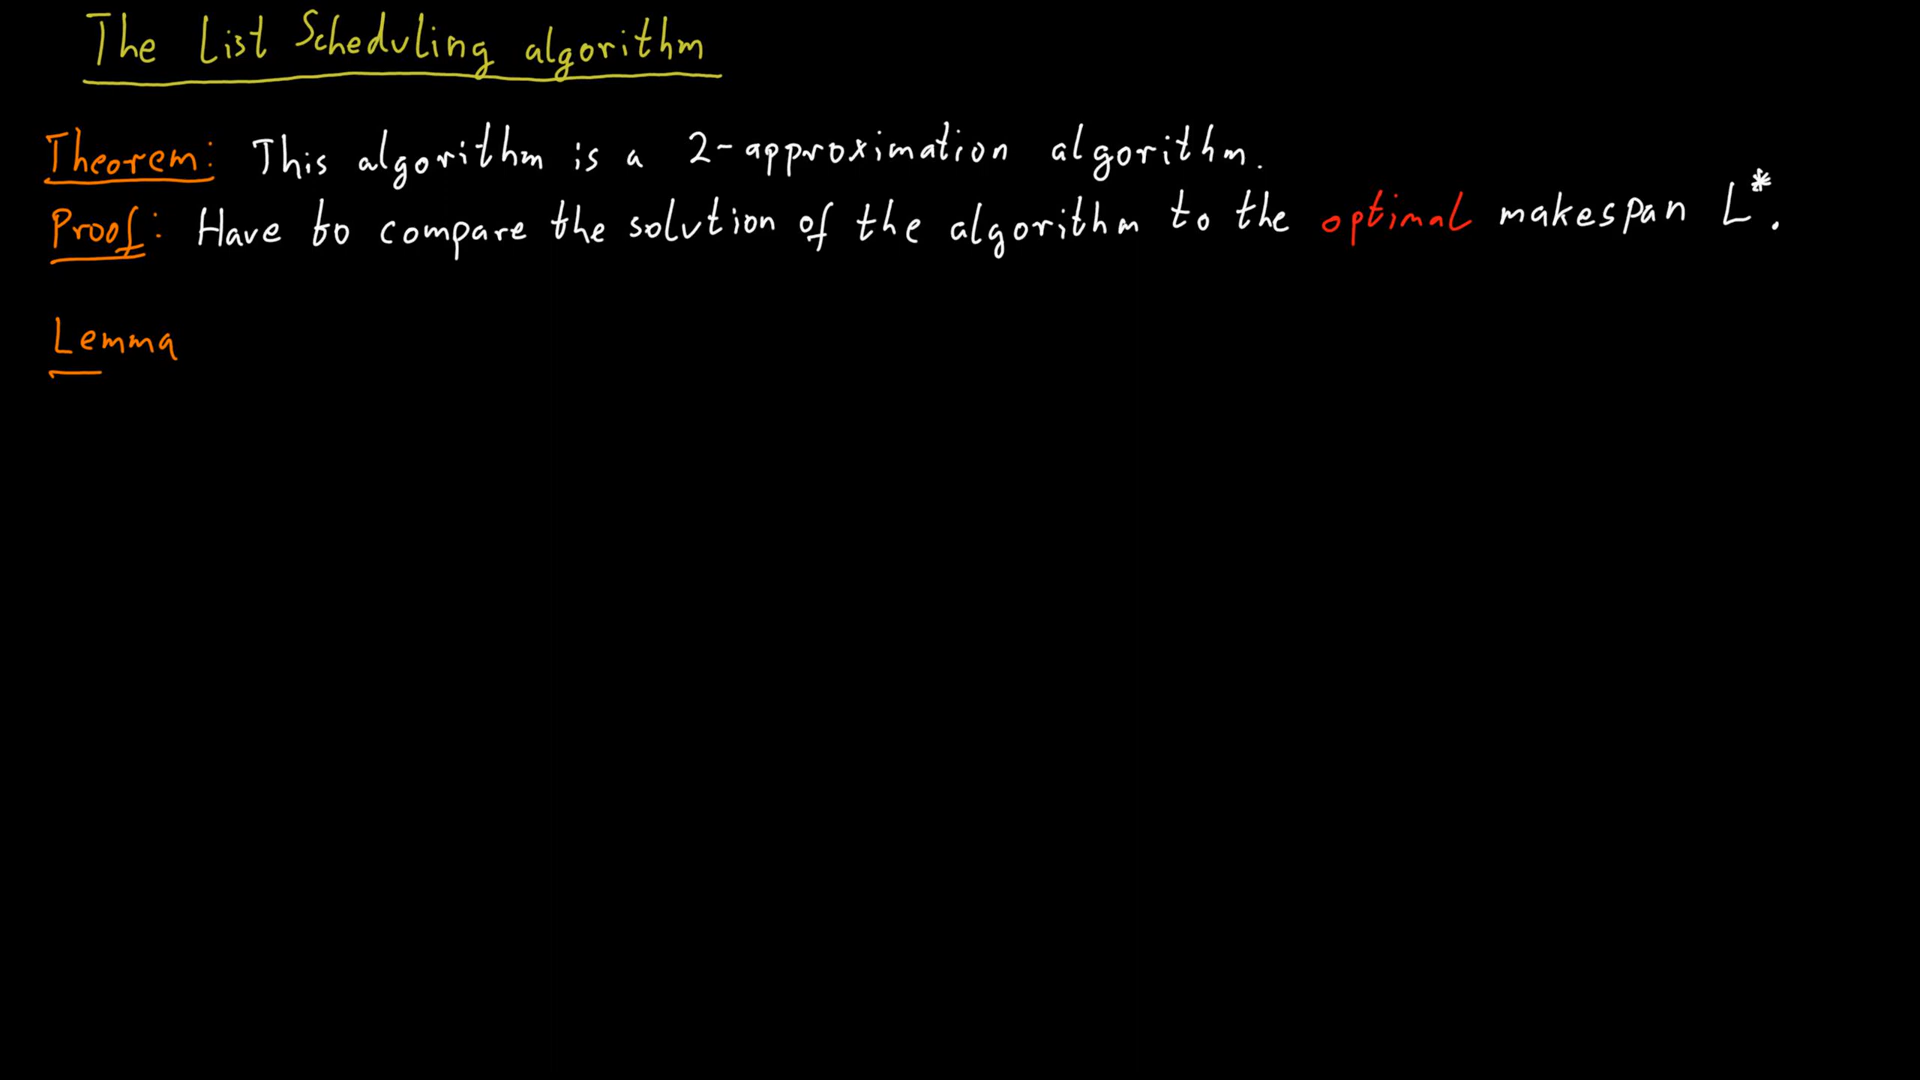 The List Scheduling algorithm
Theorem: This algorithm is a 2-approximation algorithm.
Proof: Have to compare the solution of the algorithm to the optimal makespan L*.
Lemma